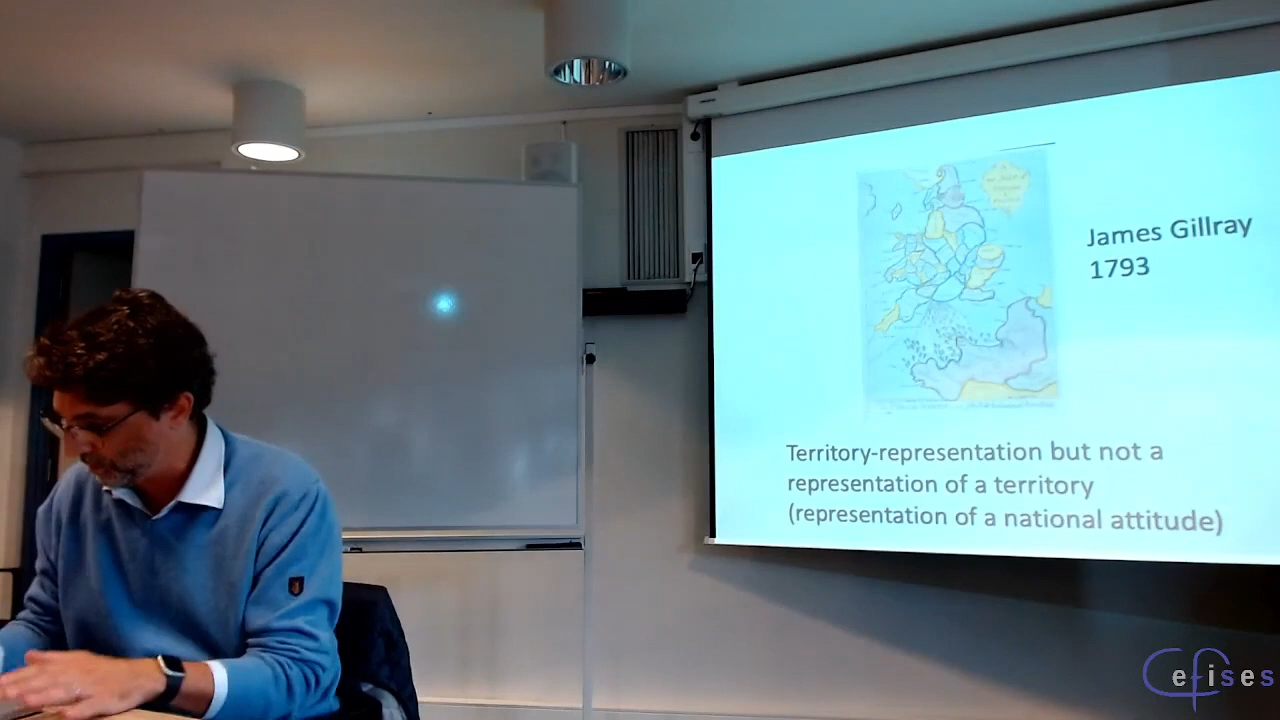 James Gillray
1793
Territory-representation but not a
representation of a territory
(representation of a national attitude)
efises